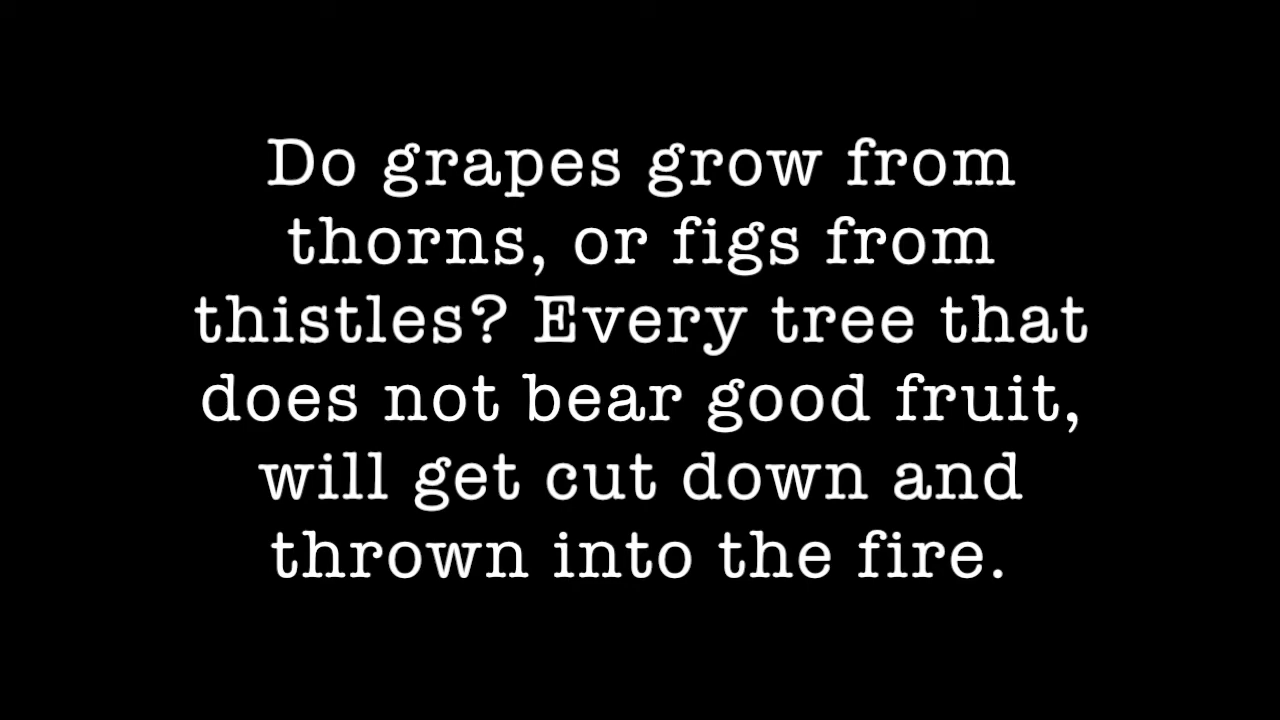 Do grapes grow from
thorns, or figs from
thistles? Every tree that
does not bear good fruit,
will get cut down and
thrown into the fire.